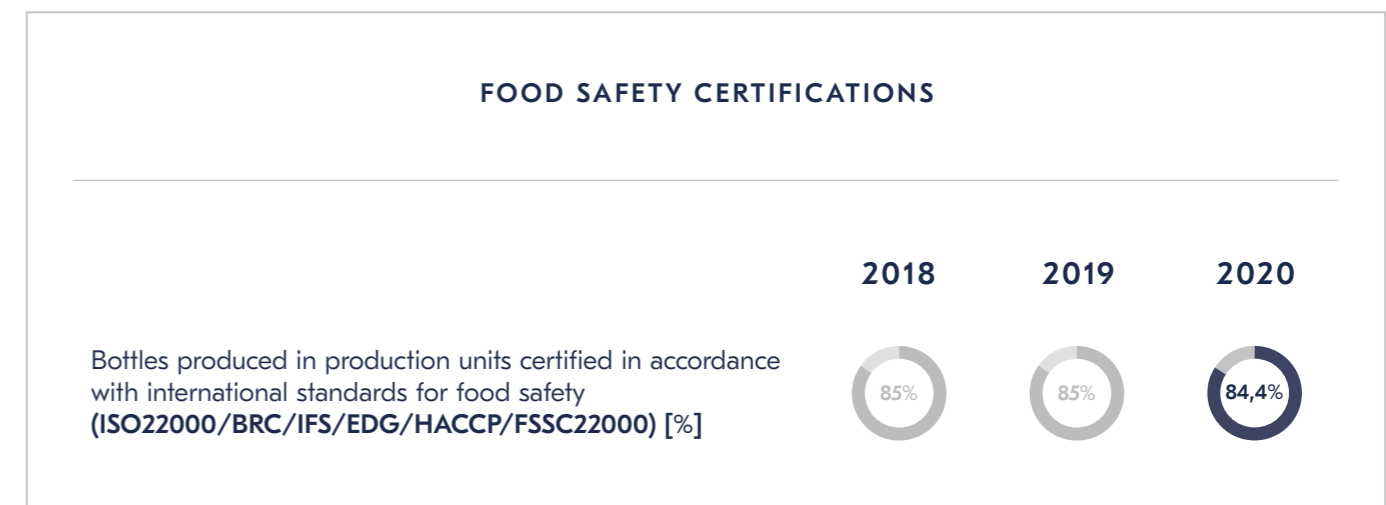 FOOD SAFETY CERTIFICATIONS
2018 2019 2020
Bottles produced in production units certified in accordance
with international standards for food safety
(ISO22000/BRC/IFS/EDG/HACCP/FSSC22000) [%]
85% 85% 84,4%